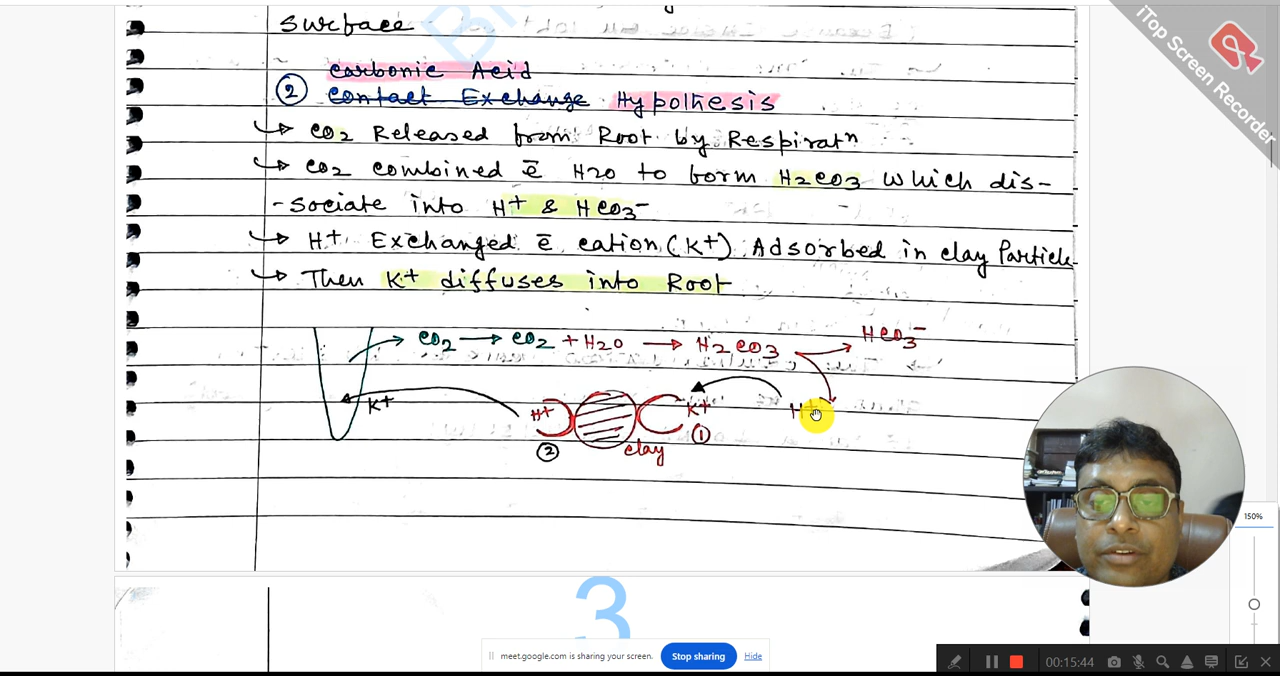 surface
carbonic Acid
② Contact Exchange Hypothesis
↳ CO2 Released from Root by Respiratn
↳ CO2 combined c̄ H2O to form H2CO3 which dis-
-sociate into H+ & HCO3-
↳ H+ Exchanged c̄ cation (K+) Adsorbed in clay Particle
↳ Then K+ diffuses into Root
CO2 → CO2 + H2O → H2CO3 → HCO3-
K+ H+ K+ H+
② clay ①
3
iTop Screen Recorder
150%
meet.google.com is sharing your screen. Stop sharing Hide
00:15:44